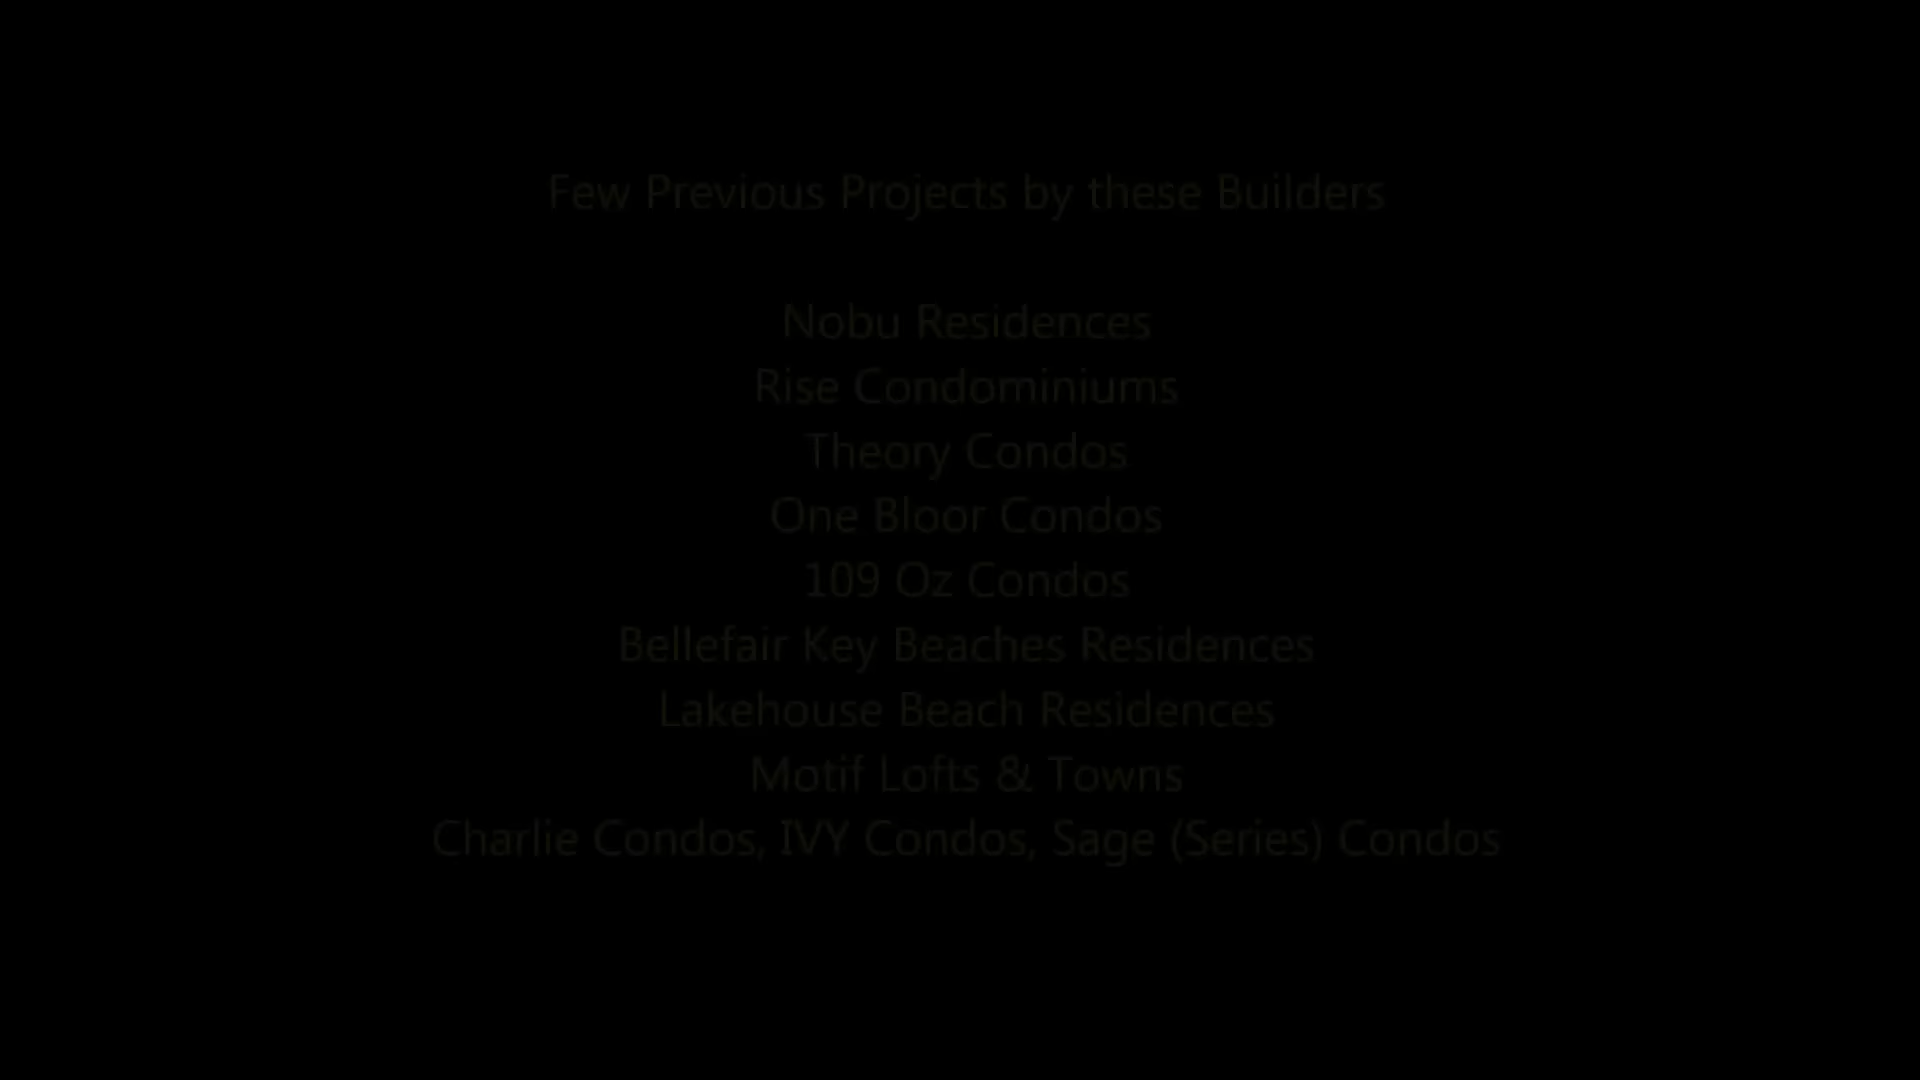 Few Previous Projects by these Builders
Nobu Residences
Rise Condominiums
Theory Condos
One Bloor Condos
109 Oz Condos
Bellefair Key Beaches Residences
Lakehouse Beach Residences
Motif Lofts & Towns
Charlie Condos, IVY Condos, Sage (Series) Condos